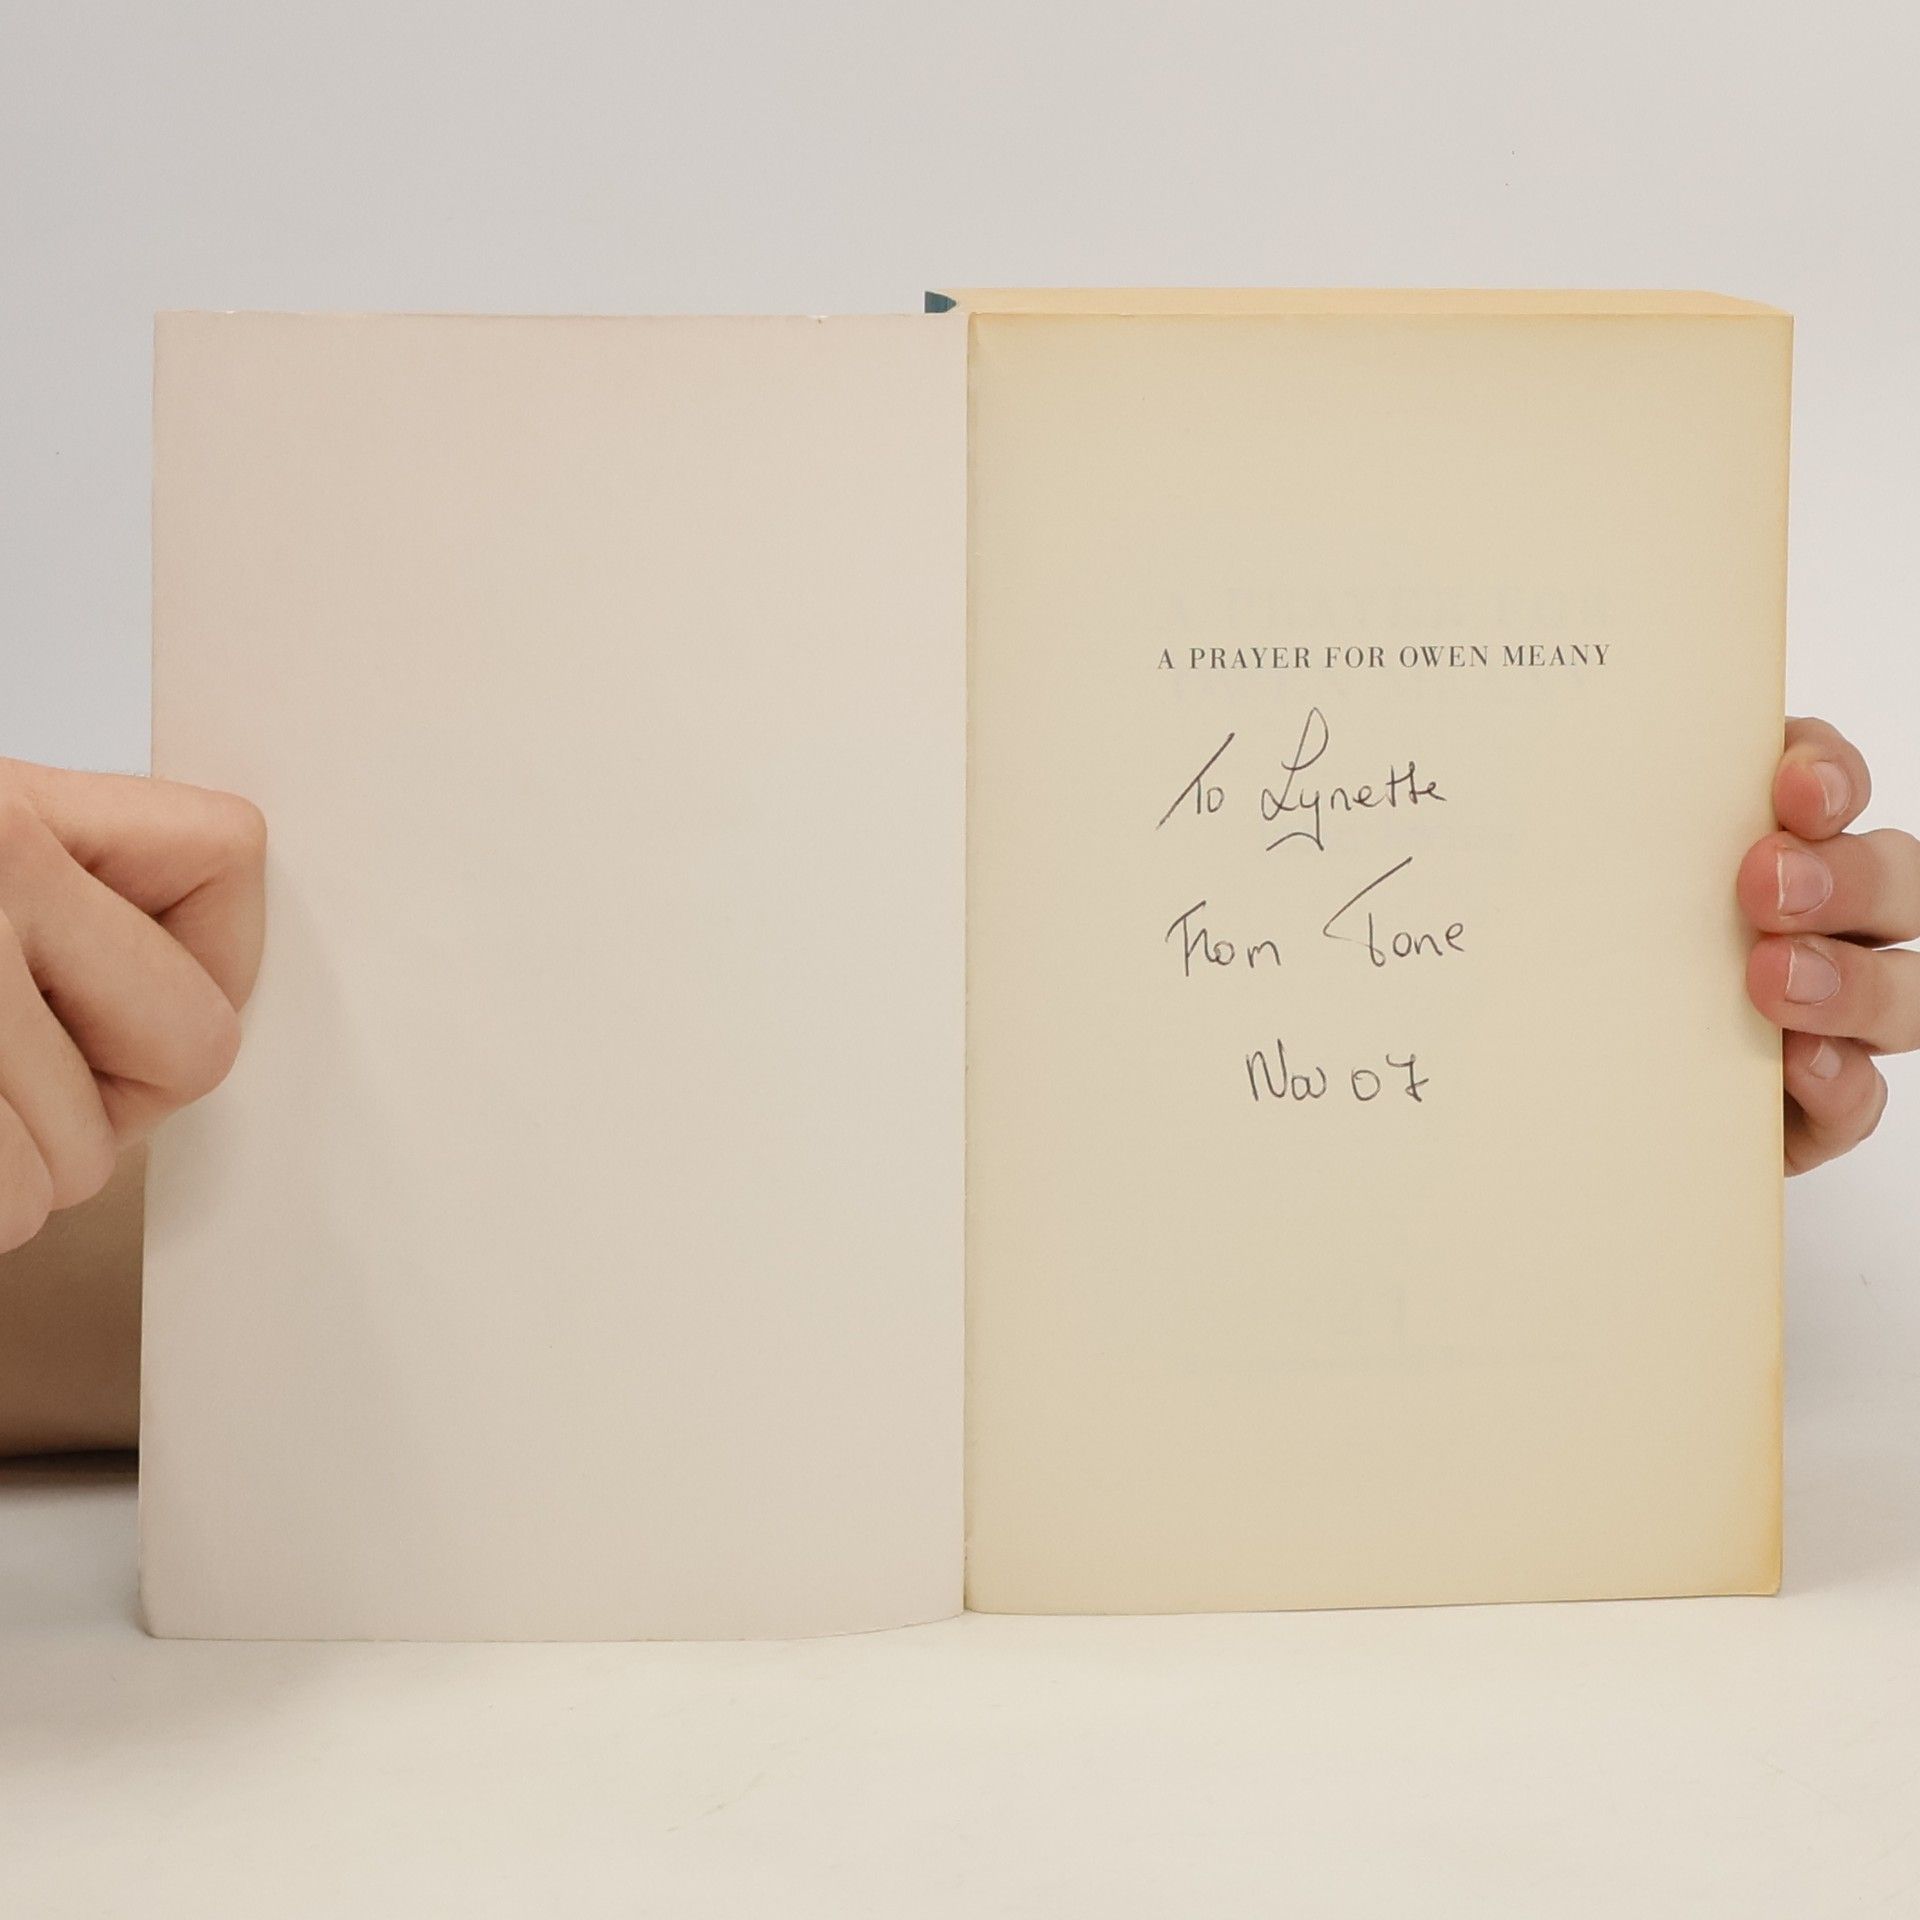 A PRAYER FOR OWEN MEANY
To Lynette
From Tone
Nov 07